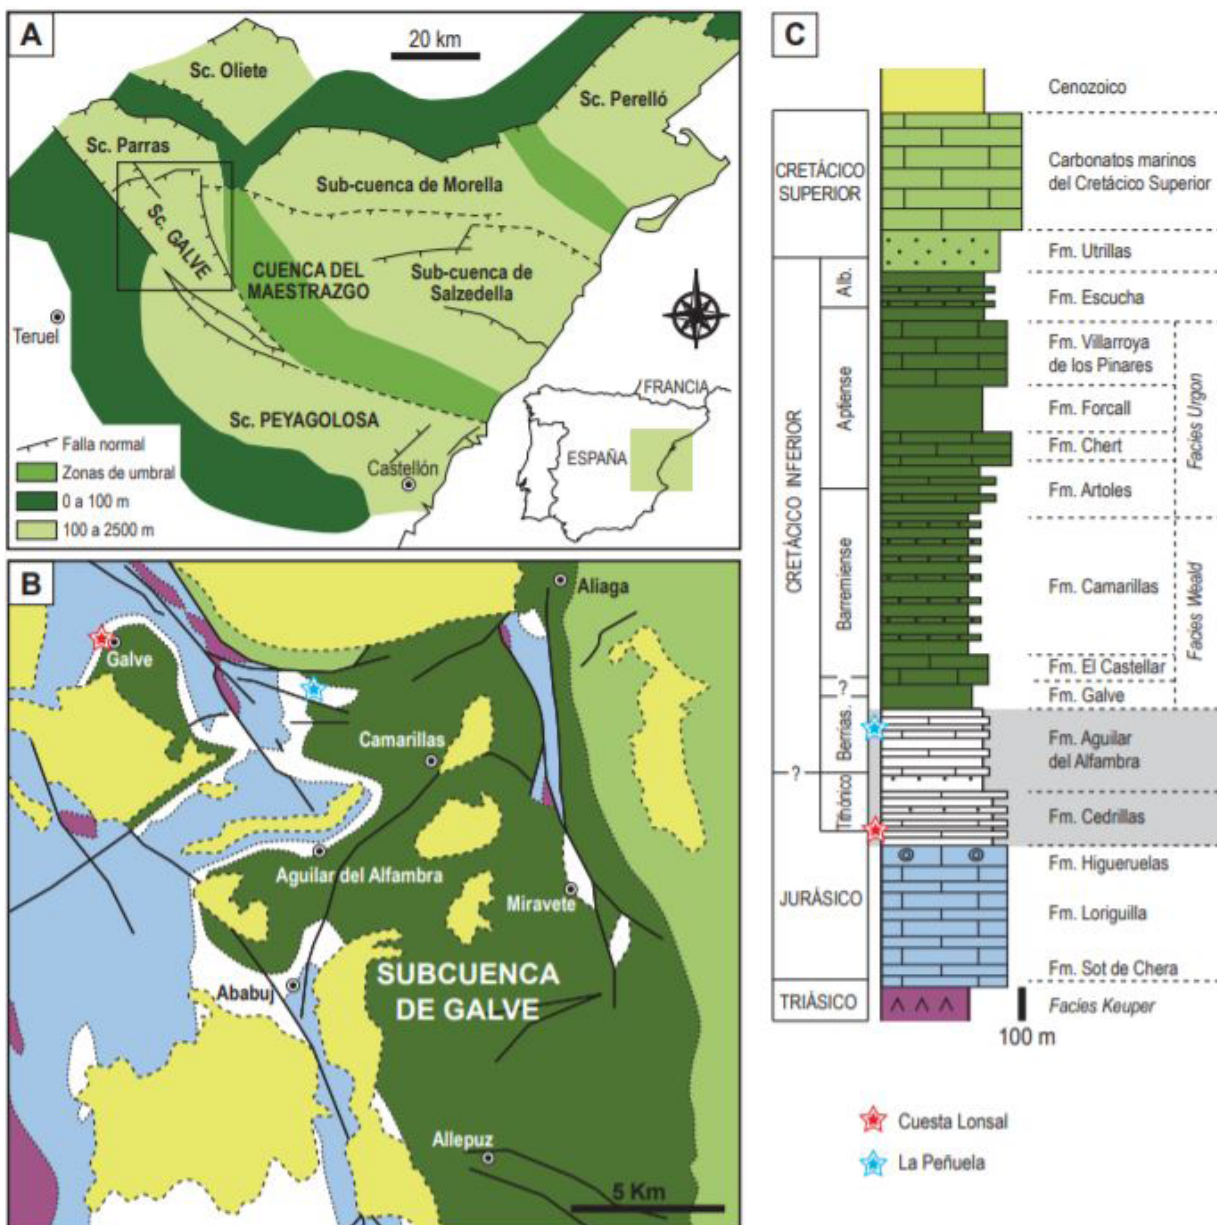 A
20 km
Sc. Oliete
Sc. Perelló
Sc. Parras
Sub-cuenca de Morella
Sc. GALVE
CUENCA DEL
MAESTRAZGO
Sub-cuenca de
Salzedella
Teruel
Sc. PEYAGOLOSA
Castellón
FRANCIA
ESPAÑA
Falla normal
Zonas de umbral
0 a 100 m
100 a 2500 m
B
Aliaga
Galve
Camarillas
Aguilar del Alfambra
Miravete
Ababuj
SUBCUENCA
DE GALVE
Allepuz
5 Km
C
Cenozoico
CRETÁCICO
SUPERIOR
Carbonatos marinos
del Cretácico Superior
Fm. Utrillas
CRETÁCICO INFERIOR
Alb.
Fm. Escucha
Aptiense
Fm. Villarroya
de los Pinares
Fm. Forcall
Fm. Chert
Fm. Artoles
Facies Urgon
Barremiense
Fm. Camarillas
Fm. El Castellar
?
Fm. Galve
Facies Weald
Berrias.
Fm. Aguilar
del Alfambra
?
Tithónico
Fm. Cedrillas
JURÁSICO
Fm. Higueruelas
Fm. Loriguilla
Fm. Sot de Chera
TRIÁSICO
Facies Keuper
100 m
Cuesta Lonsal
La Peñuela